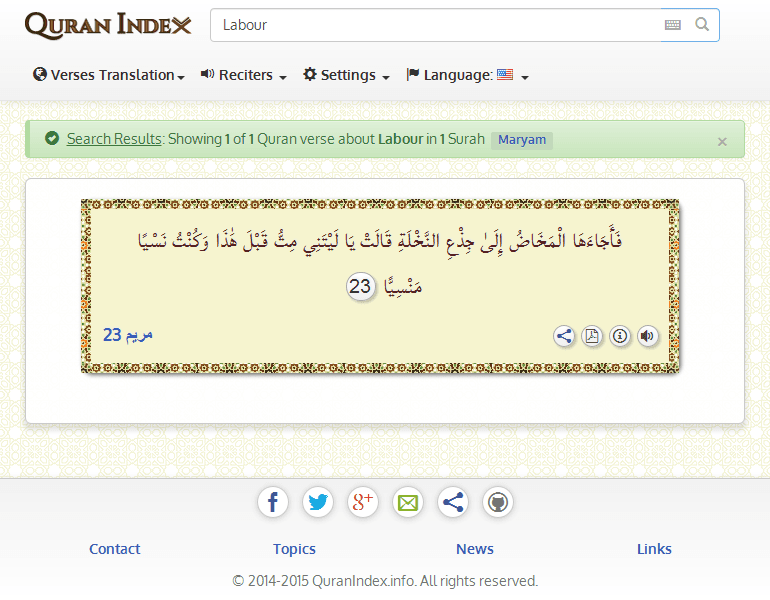 QURAN INDEX
Labour
Verses Translation Reciters Settings Language:
Search Results: Showing 1 of 1 Quran verse about Labour in 1 Surah Maryam ×
فَأَجَاءَهَا الْمَخَاضُ إِلَىٰ جِذْعِ النَّخْلَةِ قَالَتْ يَا لَيْتَنِي مِتُّ قَبْلَ هَٰذَا وَكُنْتُ نَسْيًا
مَنْسِيًّا 23
مريم 23
f 8+
Contact Topics News Links
© 2014-2015 QuranIndex.info. All rights reserved.